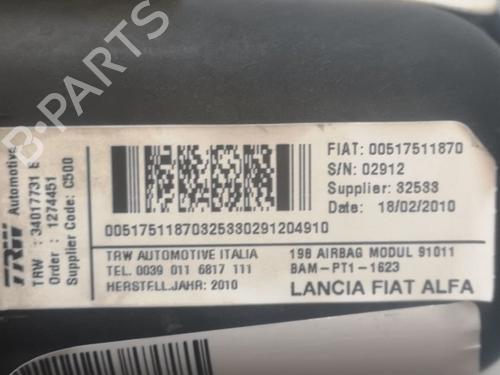 FIAT: 00517511870
S/N: 02912
Supplier: 32533
Date: 18/02/2010
00517511870325330291204910
TRW AUTOMOTIVE ITALIA
TEL. 0039 011 6817 111
HERSTELL.JAHR: 2010
198 AIRBAG MODUL 91011
BAM-PT1-1623
LANCIA FIAT ALFA
TRW Automotive
TRW : 34017731 E
Order : 1274451
Supplier Code: C500
B-PARTS